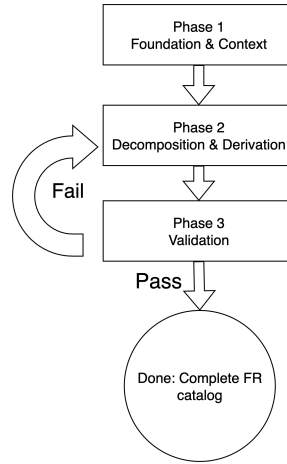 Phase 1
Foundation & Context
Phase 2
Decomposition & Derivation
Fail
Phase 3
Validation
Pass
Done: Complete FR
catalog